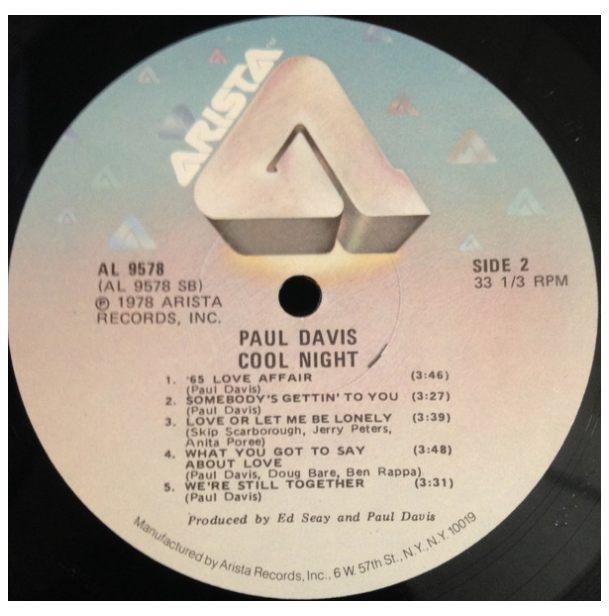 ARISTA™
AL 9578
(AL 9578 SB)
℗ 1978 ARISTA
RECORDS, INC.
SIDE 2
33 1/3 RPM
PAUL DAVIS
COOL NIGHT
1. '65 LOVE AFFAIR (3:46)
(Paul Davis)
2. SOMEBODY'S GETTIN' TO YOU (3:27)
(Paul Davis)
3. LOVE OR LET ME BE LONELY (3:39)
(Skip Scarborough, Jerry Peters,
Anita Poree)
4. WHAT YOU GOT TO SAY (3:48)
ABOUT LOVE
(Paul Davis, Doug Bare, Ben Rappa)
5. WE'RE STILL TOGETHER (3:31)
(Paul Davis)
Produced by Ed Seay and Paul Davis
Manufactured by Arista Records, Inc., 6 W. 57th St., N.Y., N.Y. 10019